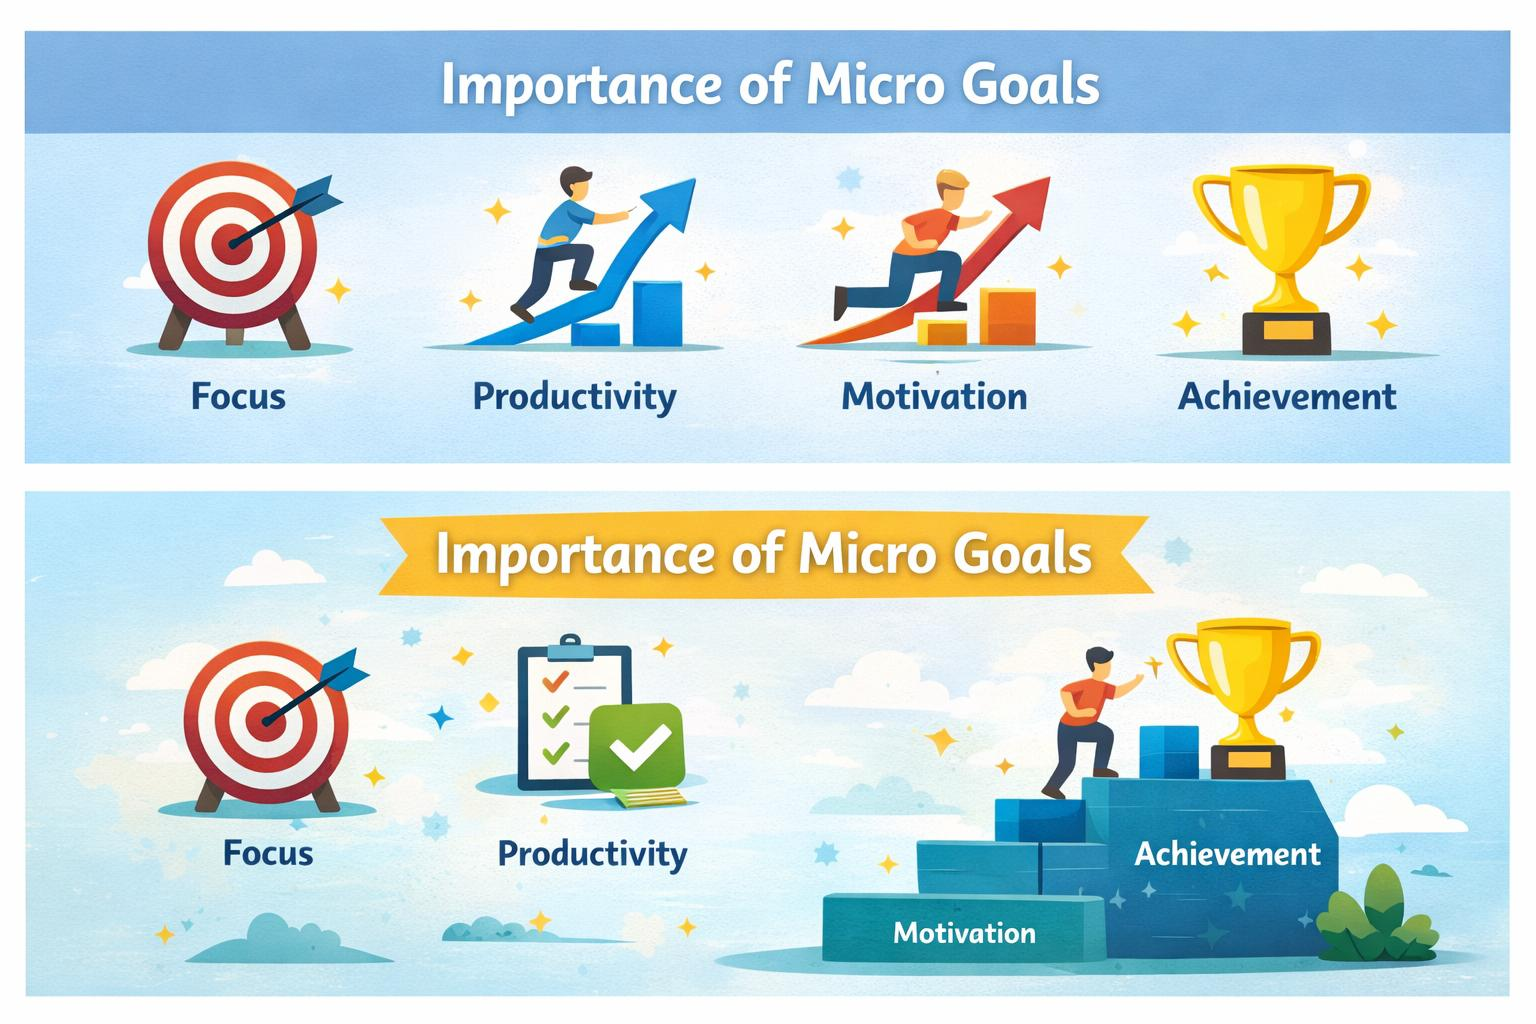 Importance of Micro Goals
Focus
Productivity
Motivation
Achievement
Importance of Micro Goals
Focus
Productivity
Achievement
Motivation